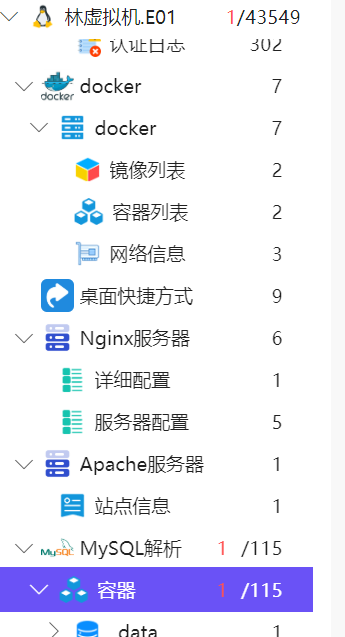 林虚拟机.E01 1/43549
认证日志 302
docker docker 7
docker 7
镜像列表 2
容器列表 2
网络信息 3
桌面快捷方式 9
Nginx服务器 6
详细配置 1
服务器配置 5
Apache服务器 1
站点信息 1
MySQL MySQL解析 1 /115
容器 1 /115
_data 1